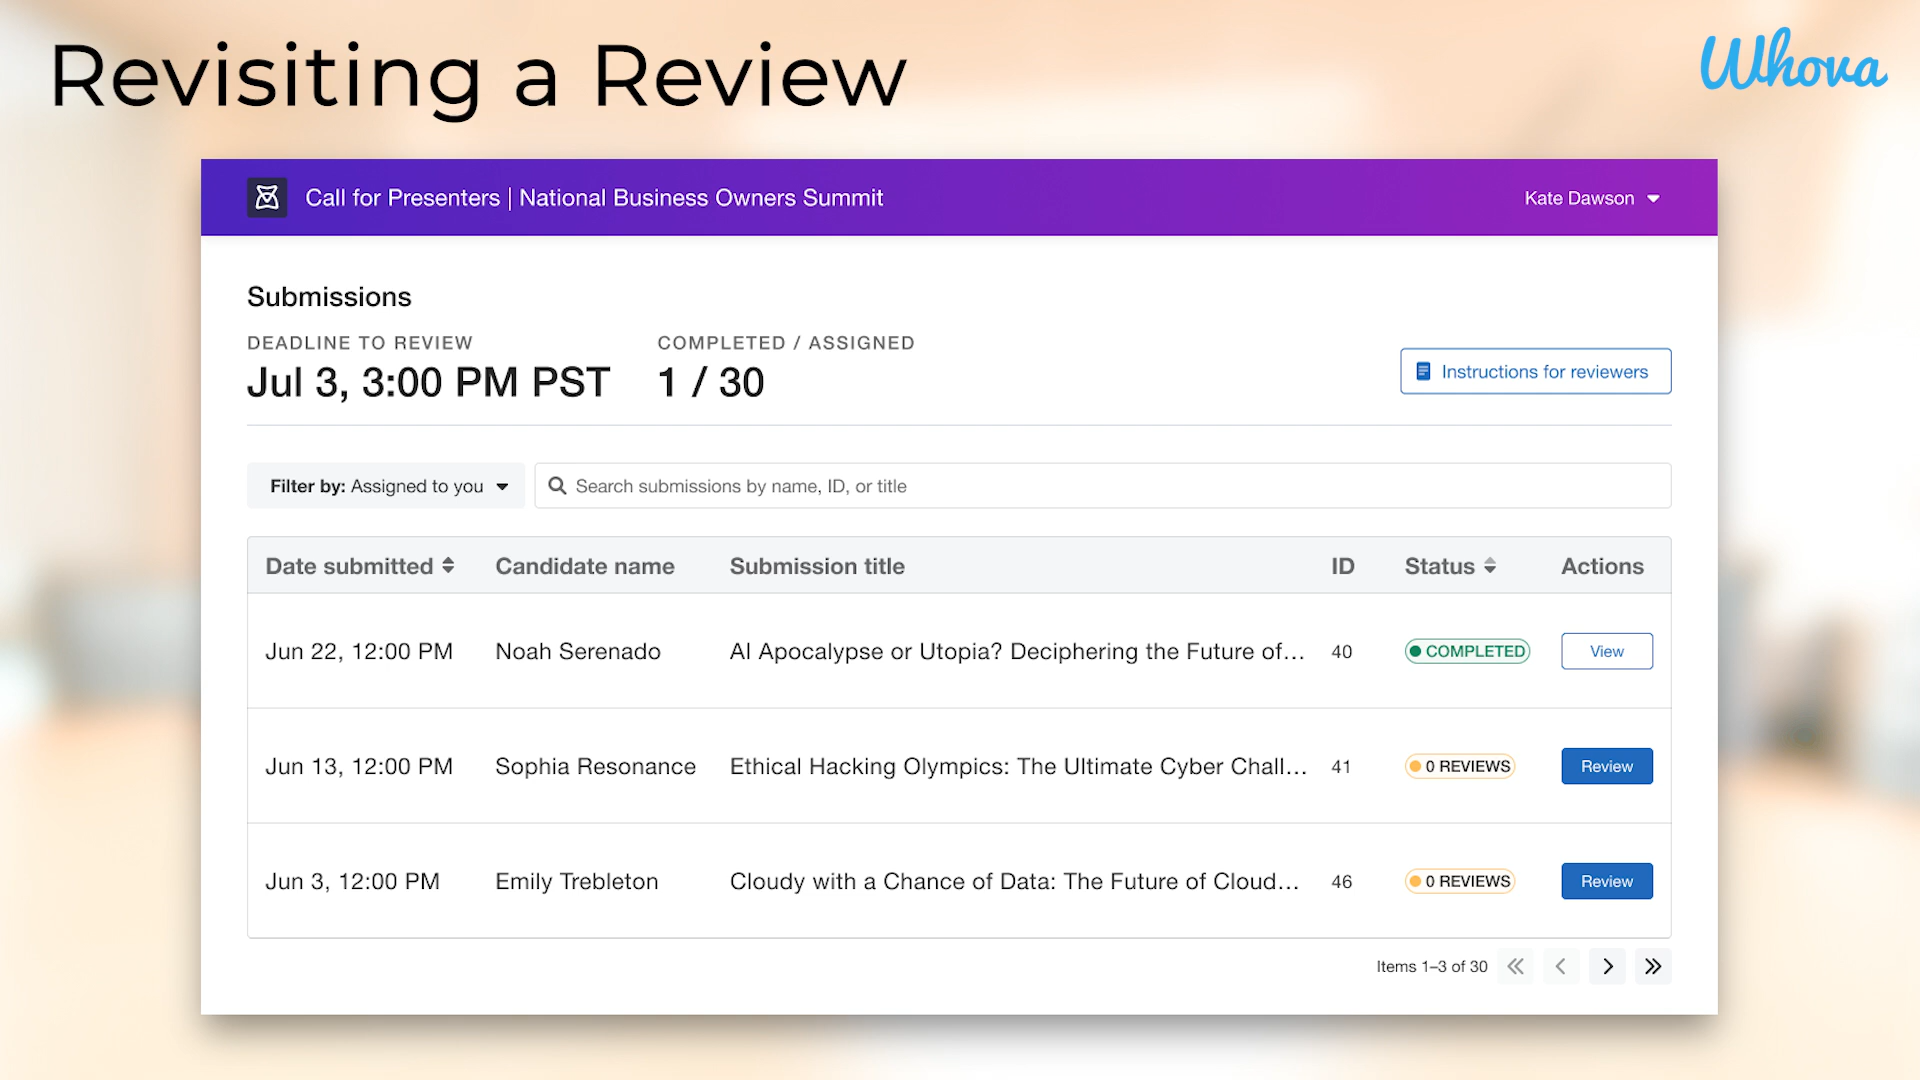 Revisiting a Review
Whova
Call for Presenters | National Business Owners Summit
Kate Dawson
Submissions
DEADLINE TO REVIEW
COMPLETED / ASSIGNED
Jul 3, 3:00 PM PST
1 / 30
Instructions for reviewers
Filter by: Assigned to you
Search submissions by name, ID, or title
Date submitted Candidate name Submission title ID Status Actions
Jun 22, 12:00 PM Noah Serenado AI Apocalypse or Utopia? Deciphering the Future of... 40 COMPLETED View
Jun 13, 12:00 PM Sophia Resonance Ethical Hacking Olympics: The Ultimate Cyber Chall... 41 0 REVIEWS Review
Jun 3, 12:00 PM Emily Trebleton Cloudy with a Chance of Data: The Future of Cloud... 46 0 REVIEWS Review
Items 1–3 of 30